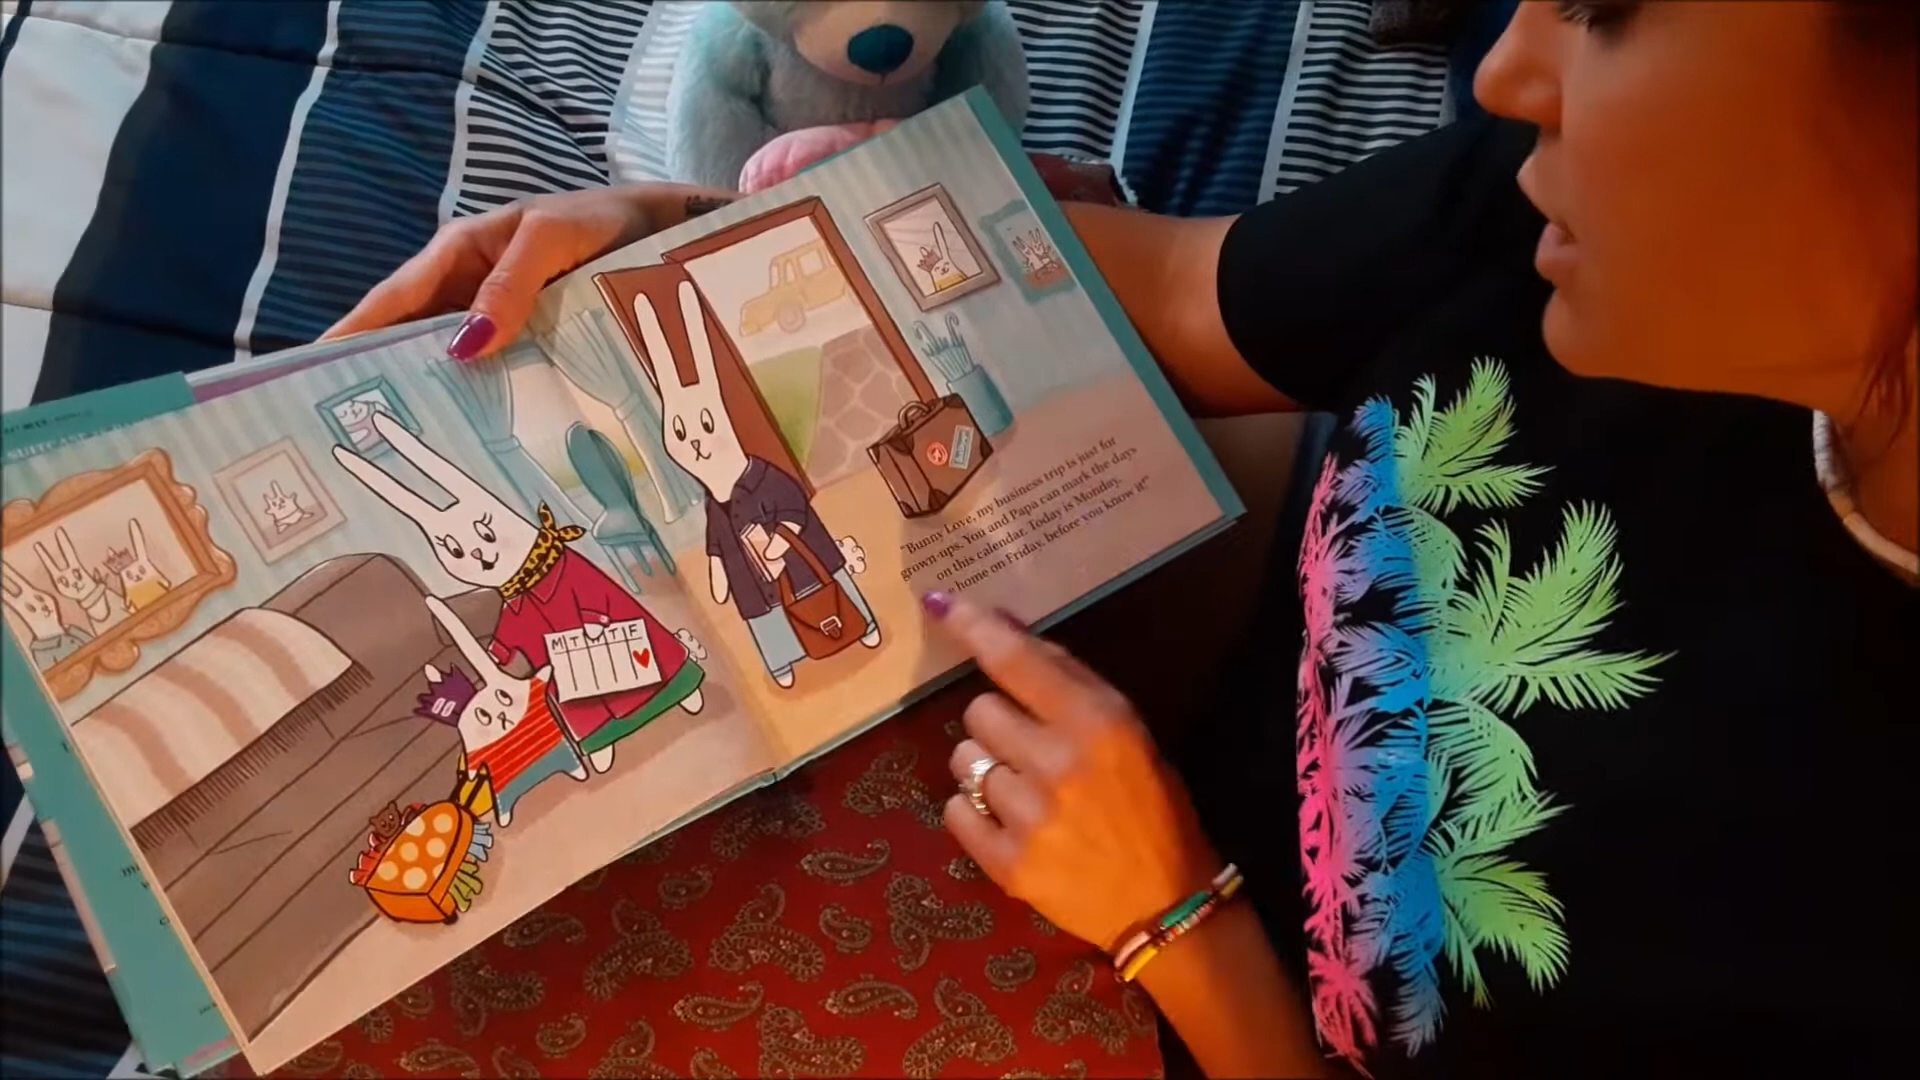 M T W T F
"Bunny Love, my business trip is just for
grown-ups. You and Papa can mark the days
on this calendar. Today is Monday.
home on Friday, before you know it!"